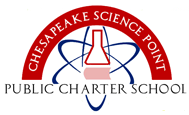 CHESAPEAKE SCIENCE POINT
PUBLIC CHARTER SCHOOL